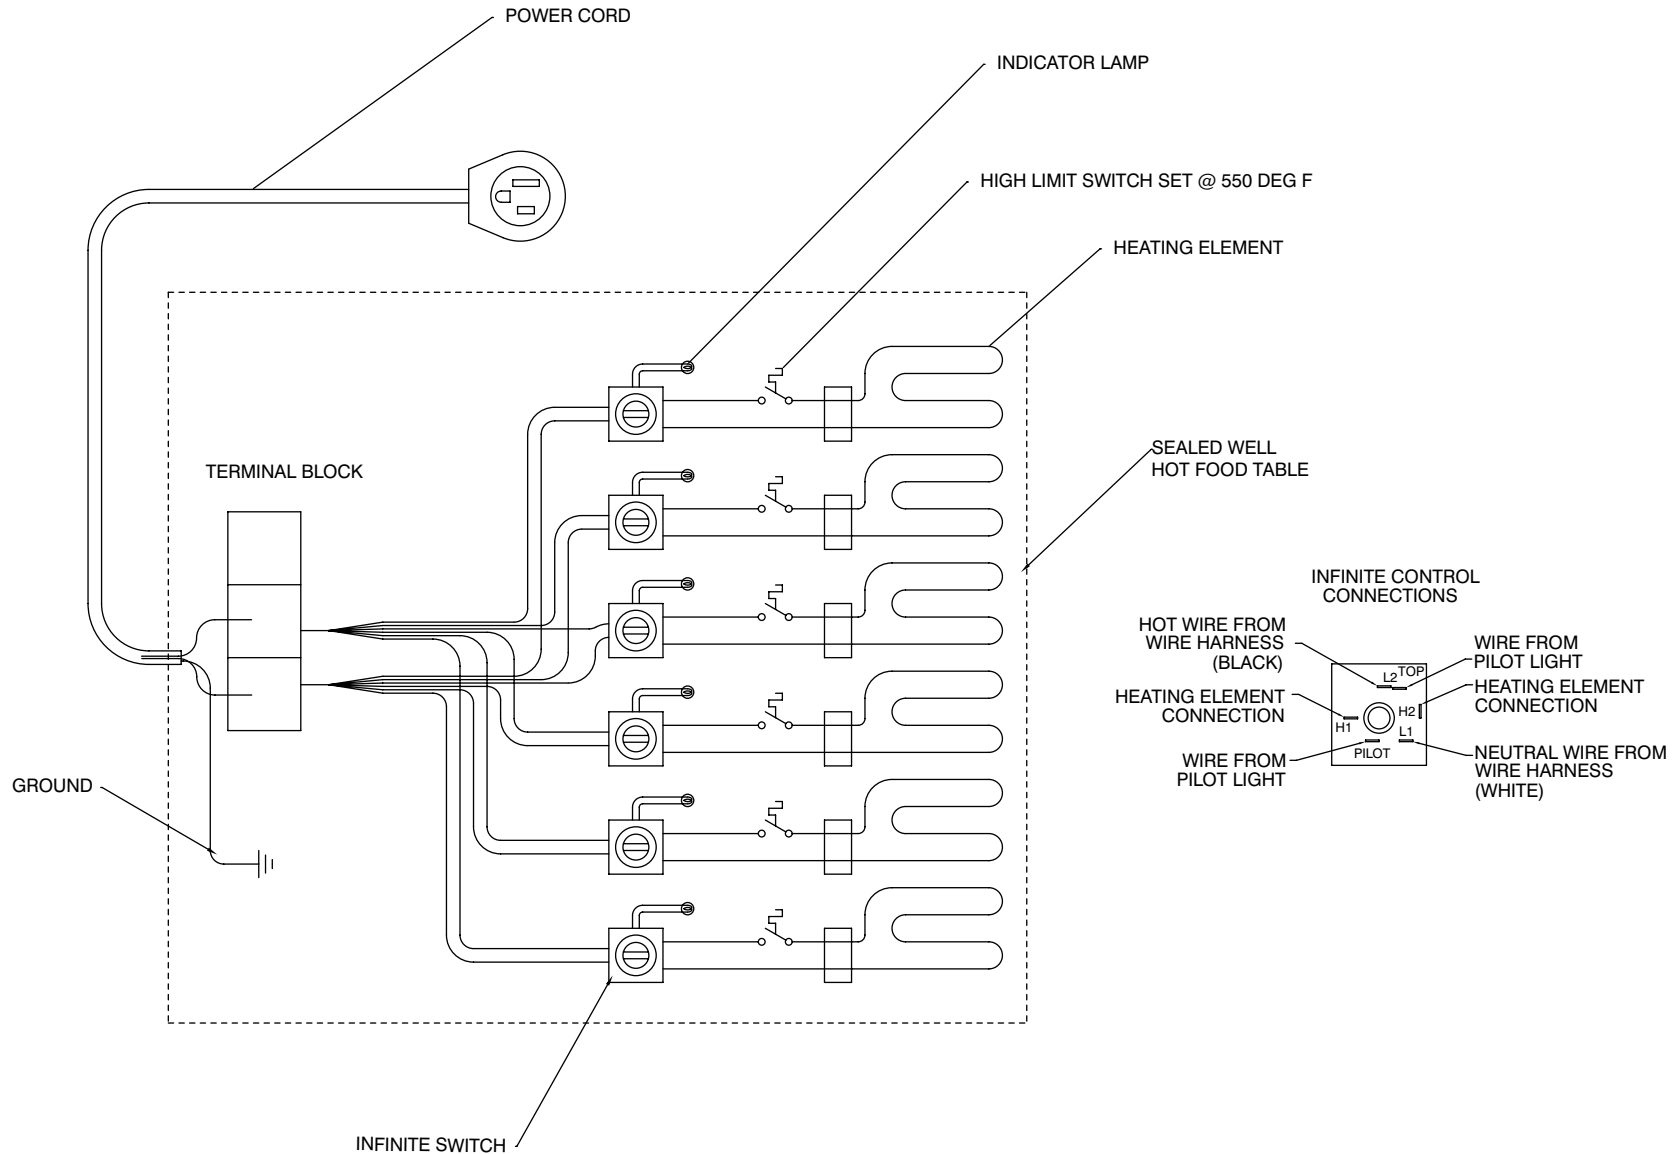 POWER CORD
INDICATOR LAMP
HIGH LIMIT SWITCH SET @ 550 DEG F
HEATING ELEMENT
SEALED WELL
HOT FOOD TABLE
TERMINAL BLOCK
INFINITE CONTROL
CONNECTIONS
HOT WIRE FROM
WIRE HARNESS
(BLACK)
WIRE FROM
PILOT LIGHT
L2
TOP
HEATING ELEMENT
CONNECTION
HEATING ELEMENT
CONNECTION
H2
H1
L1
PILOT
WIRE FROM
PILOT LIGHT
NEUTRAL WIRE FROM
WIRE HARNESS
(WHITE)
GROUND
INFINITE SWITCH